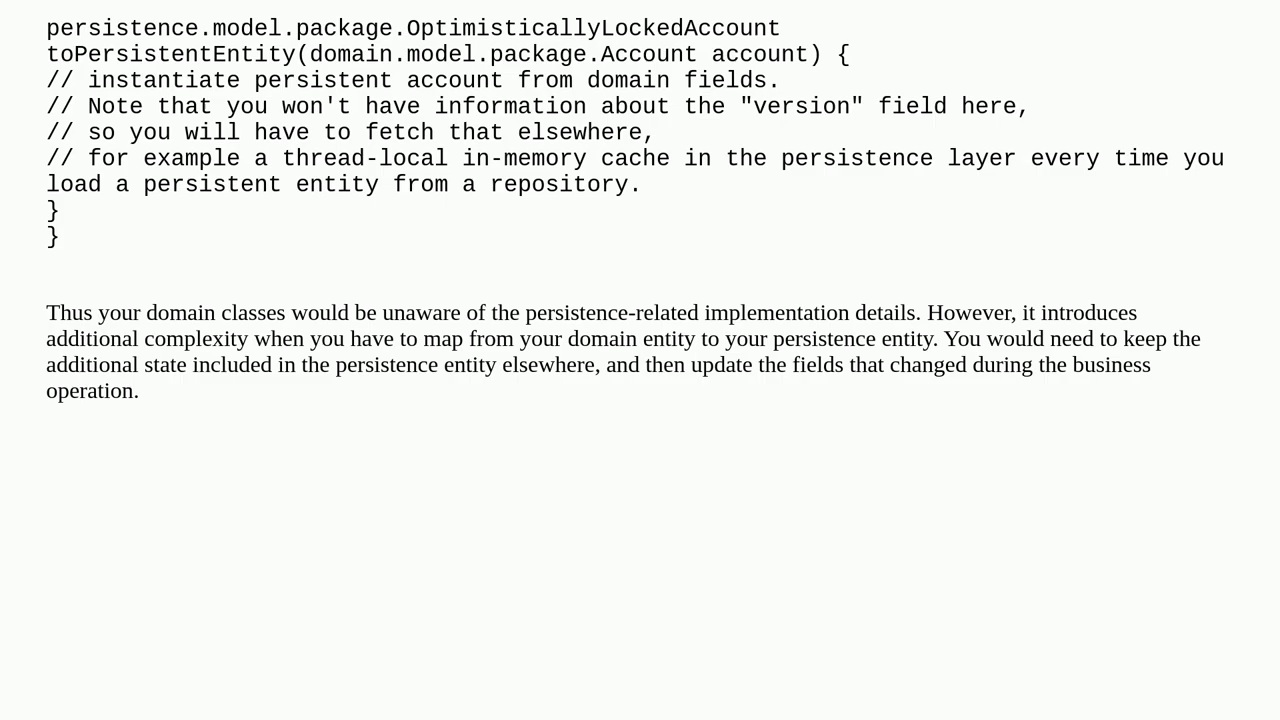 persistence.model.package.OptimisticallyLockedAccount
toPersistentEntity(domain.model.package.Account account) {
// instantiate persistent account from domain fields.
// Note that you won't have information about the "version" field here,
// so you will have to fetch that elsewhere,
// for example a thread-local in-memory cache in the persistence layer every time you
load a persistent entity from a repository.
}
}
Thus your domain classes would be unaware of the persistence-related implementation details. However, it introduces
additional complexity when you have to map from your domain entity to your persistence entity. You would need to keep the
additional state included in the persistence entity elsewhere, and then update the fields that changed during the business
operation.